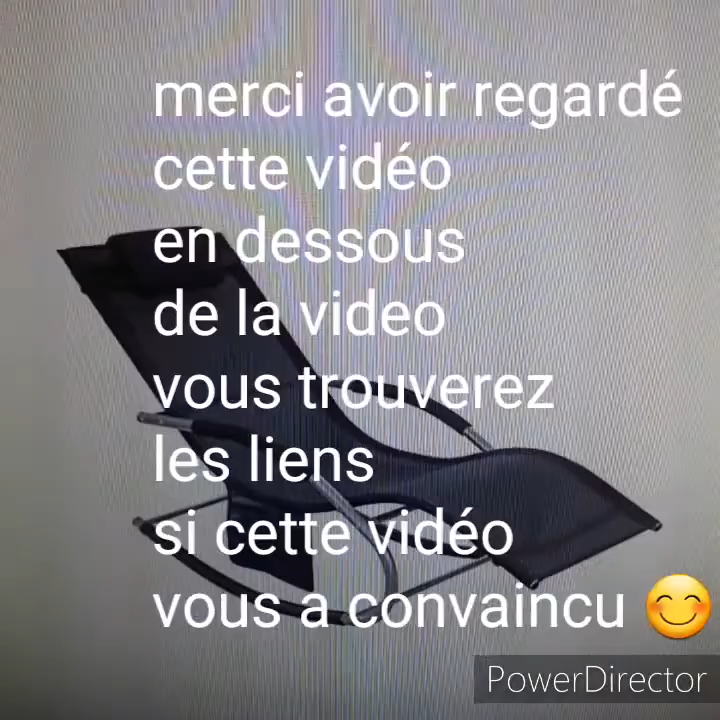 merci avoir regardé
cette vidéo
en dessous
de la video
vous trouverez
les liens
si cette vidéo
vous a convaincu 😊
PowerDirector